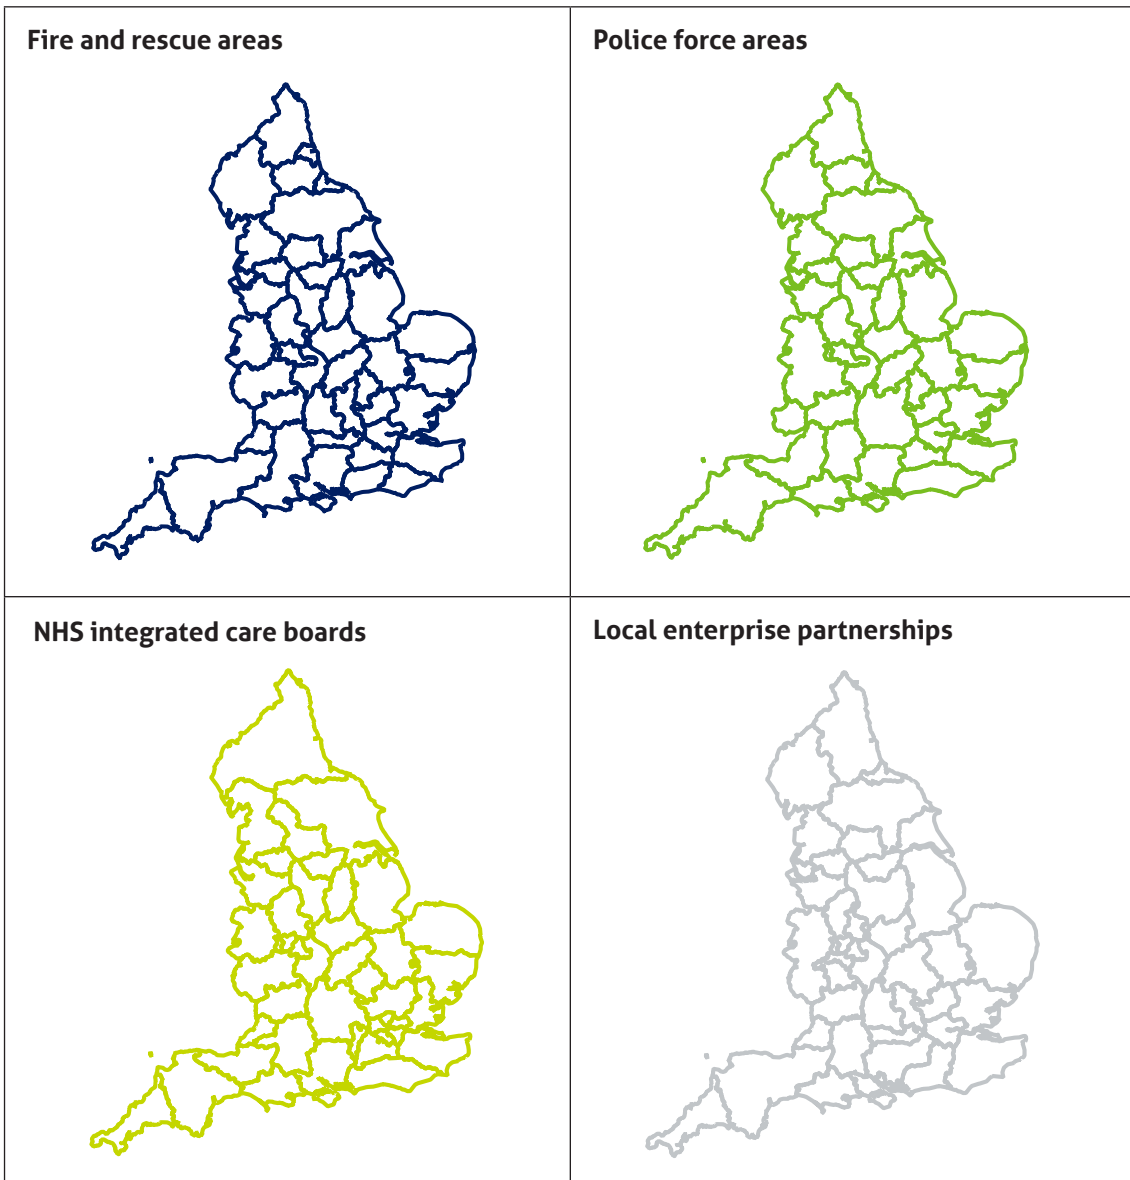 Fire and rescue areas
Police force areas
NHS integrated care boards
Local enterprise partnerships